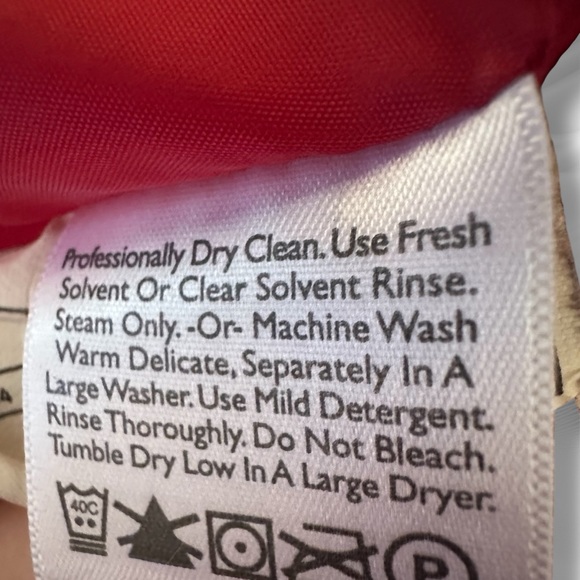 Professionally Dry Clean. Use Fresh
Solvent Or Clear Solvent Rinse.
Steam Only. -Or- Machine Wash
Warm Delicate, Separately In A
Large Washer. Use Mild Detergent.
Rinse Thoroughly. Do Not Bleach.
Tumble Dry Low In A Large Dryer.
40C P